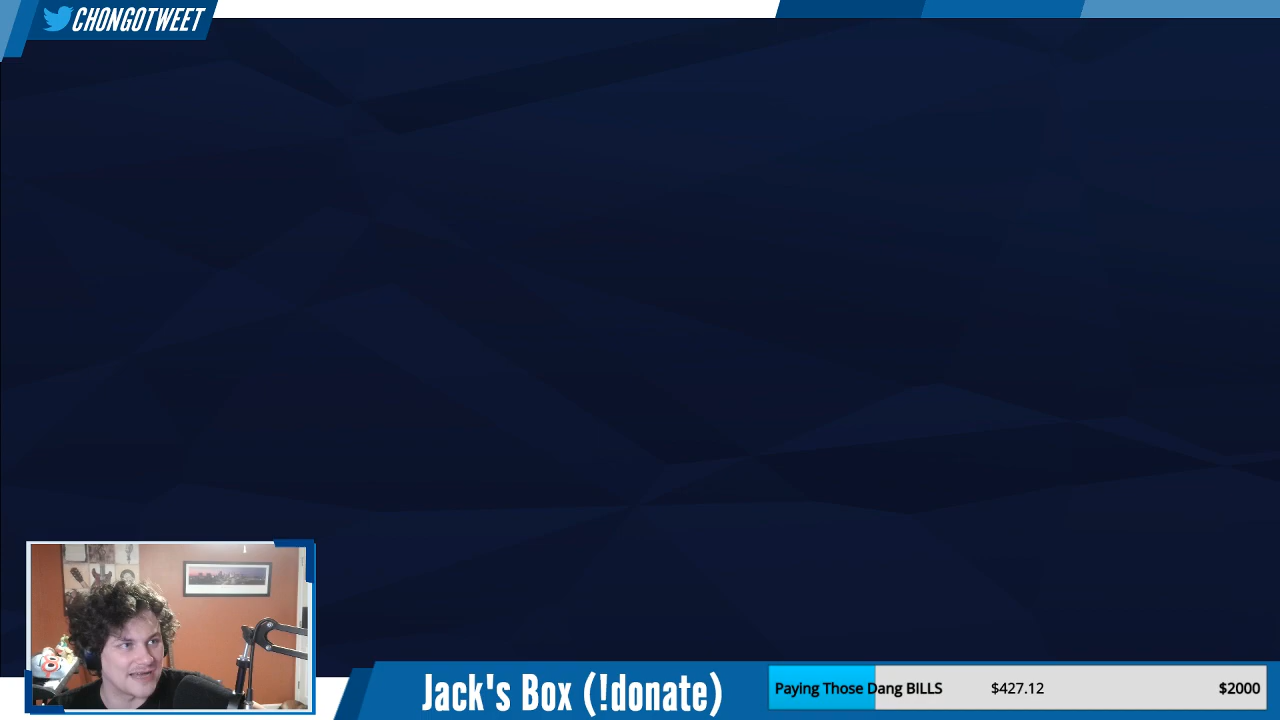 CHONGOTWEET
Jack's Box (!donate)
Paying Those Dang BILLS $427.12 $2000